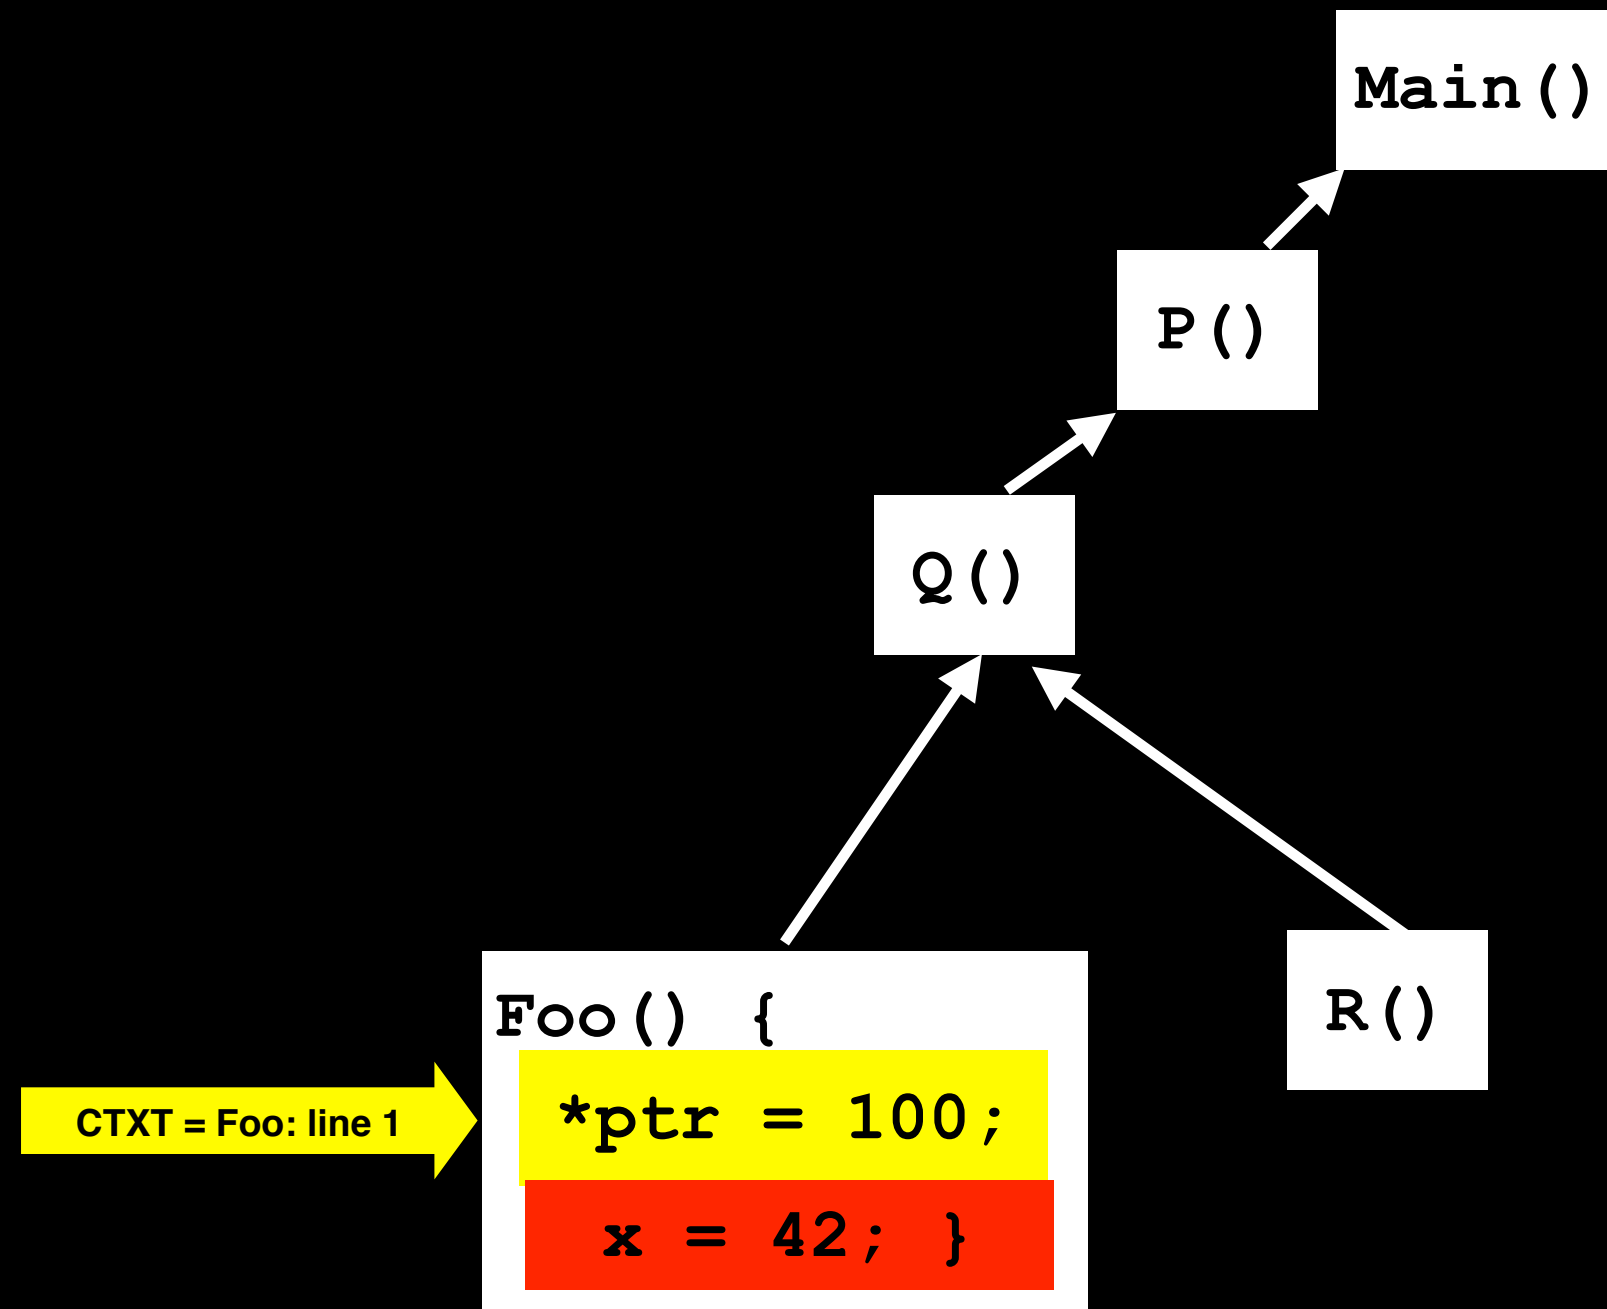 Main()
P()
Q()
Foo() {
R()
CTXT = Foo: line 1
*ptr = 100;
x = 42; }